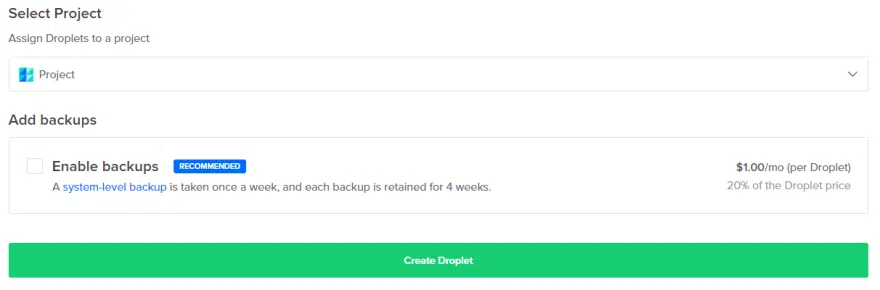 Select Project
Assign Droplets to a project
Project
Add backups
Enable backups RECOMMENDED $1.00/mo (per Droplet)
A system-level backup is taken once a week, and each backup is retained for 4 weeks. 20% of the Droplet price
Create Droplet